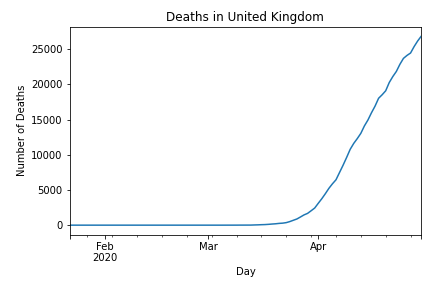 Deaths in United Kingdom
Number of Deaths
25000
20000
15000
10000
5000
0
Feb
2020
Mar
Apr
Day